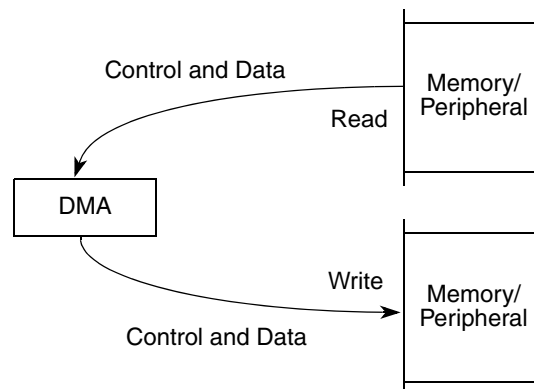 Control and Data
Memory/
Peripheral
Read
DMA
Write
Memory/
Peripheral
Control and Data